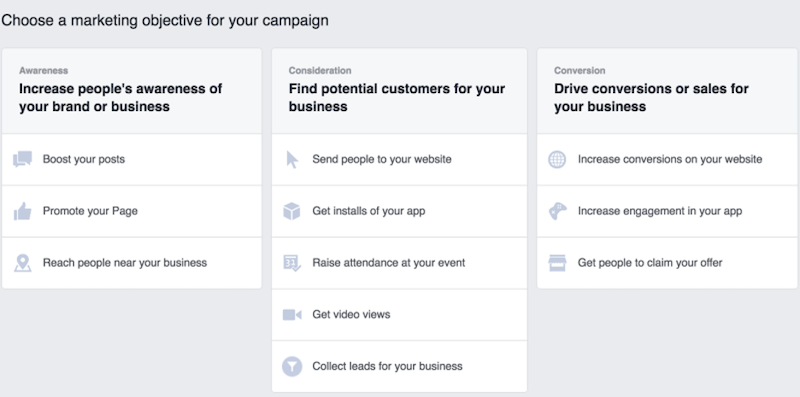 Choose a marketing objective for your campaign
Awareness
Increase people's awareness of
your brand or business
Boost your posts
Promote your Page
Reach people near your business
Consideration
Find potential customers for your
business
Send people to your website
Get installs of your app
31
Raise attendance at your event
Get video views
Collect leads for your business
Conversion
Drive conversions or sales for
your business
Increase conversions on your website
Increase engagement in your app
Get people to claim your offer